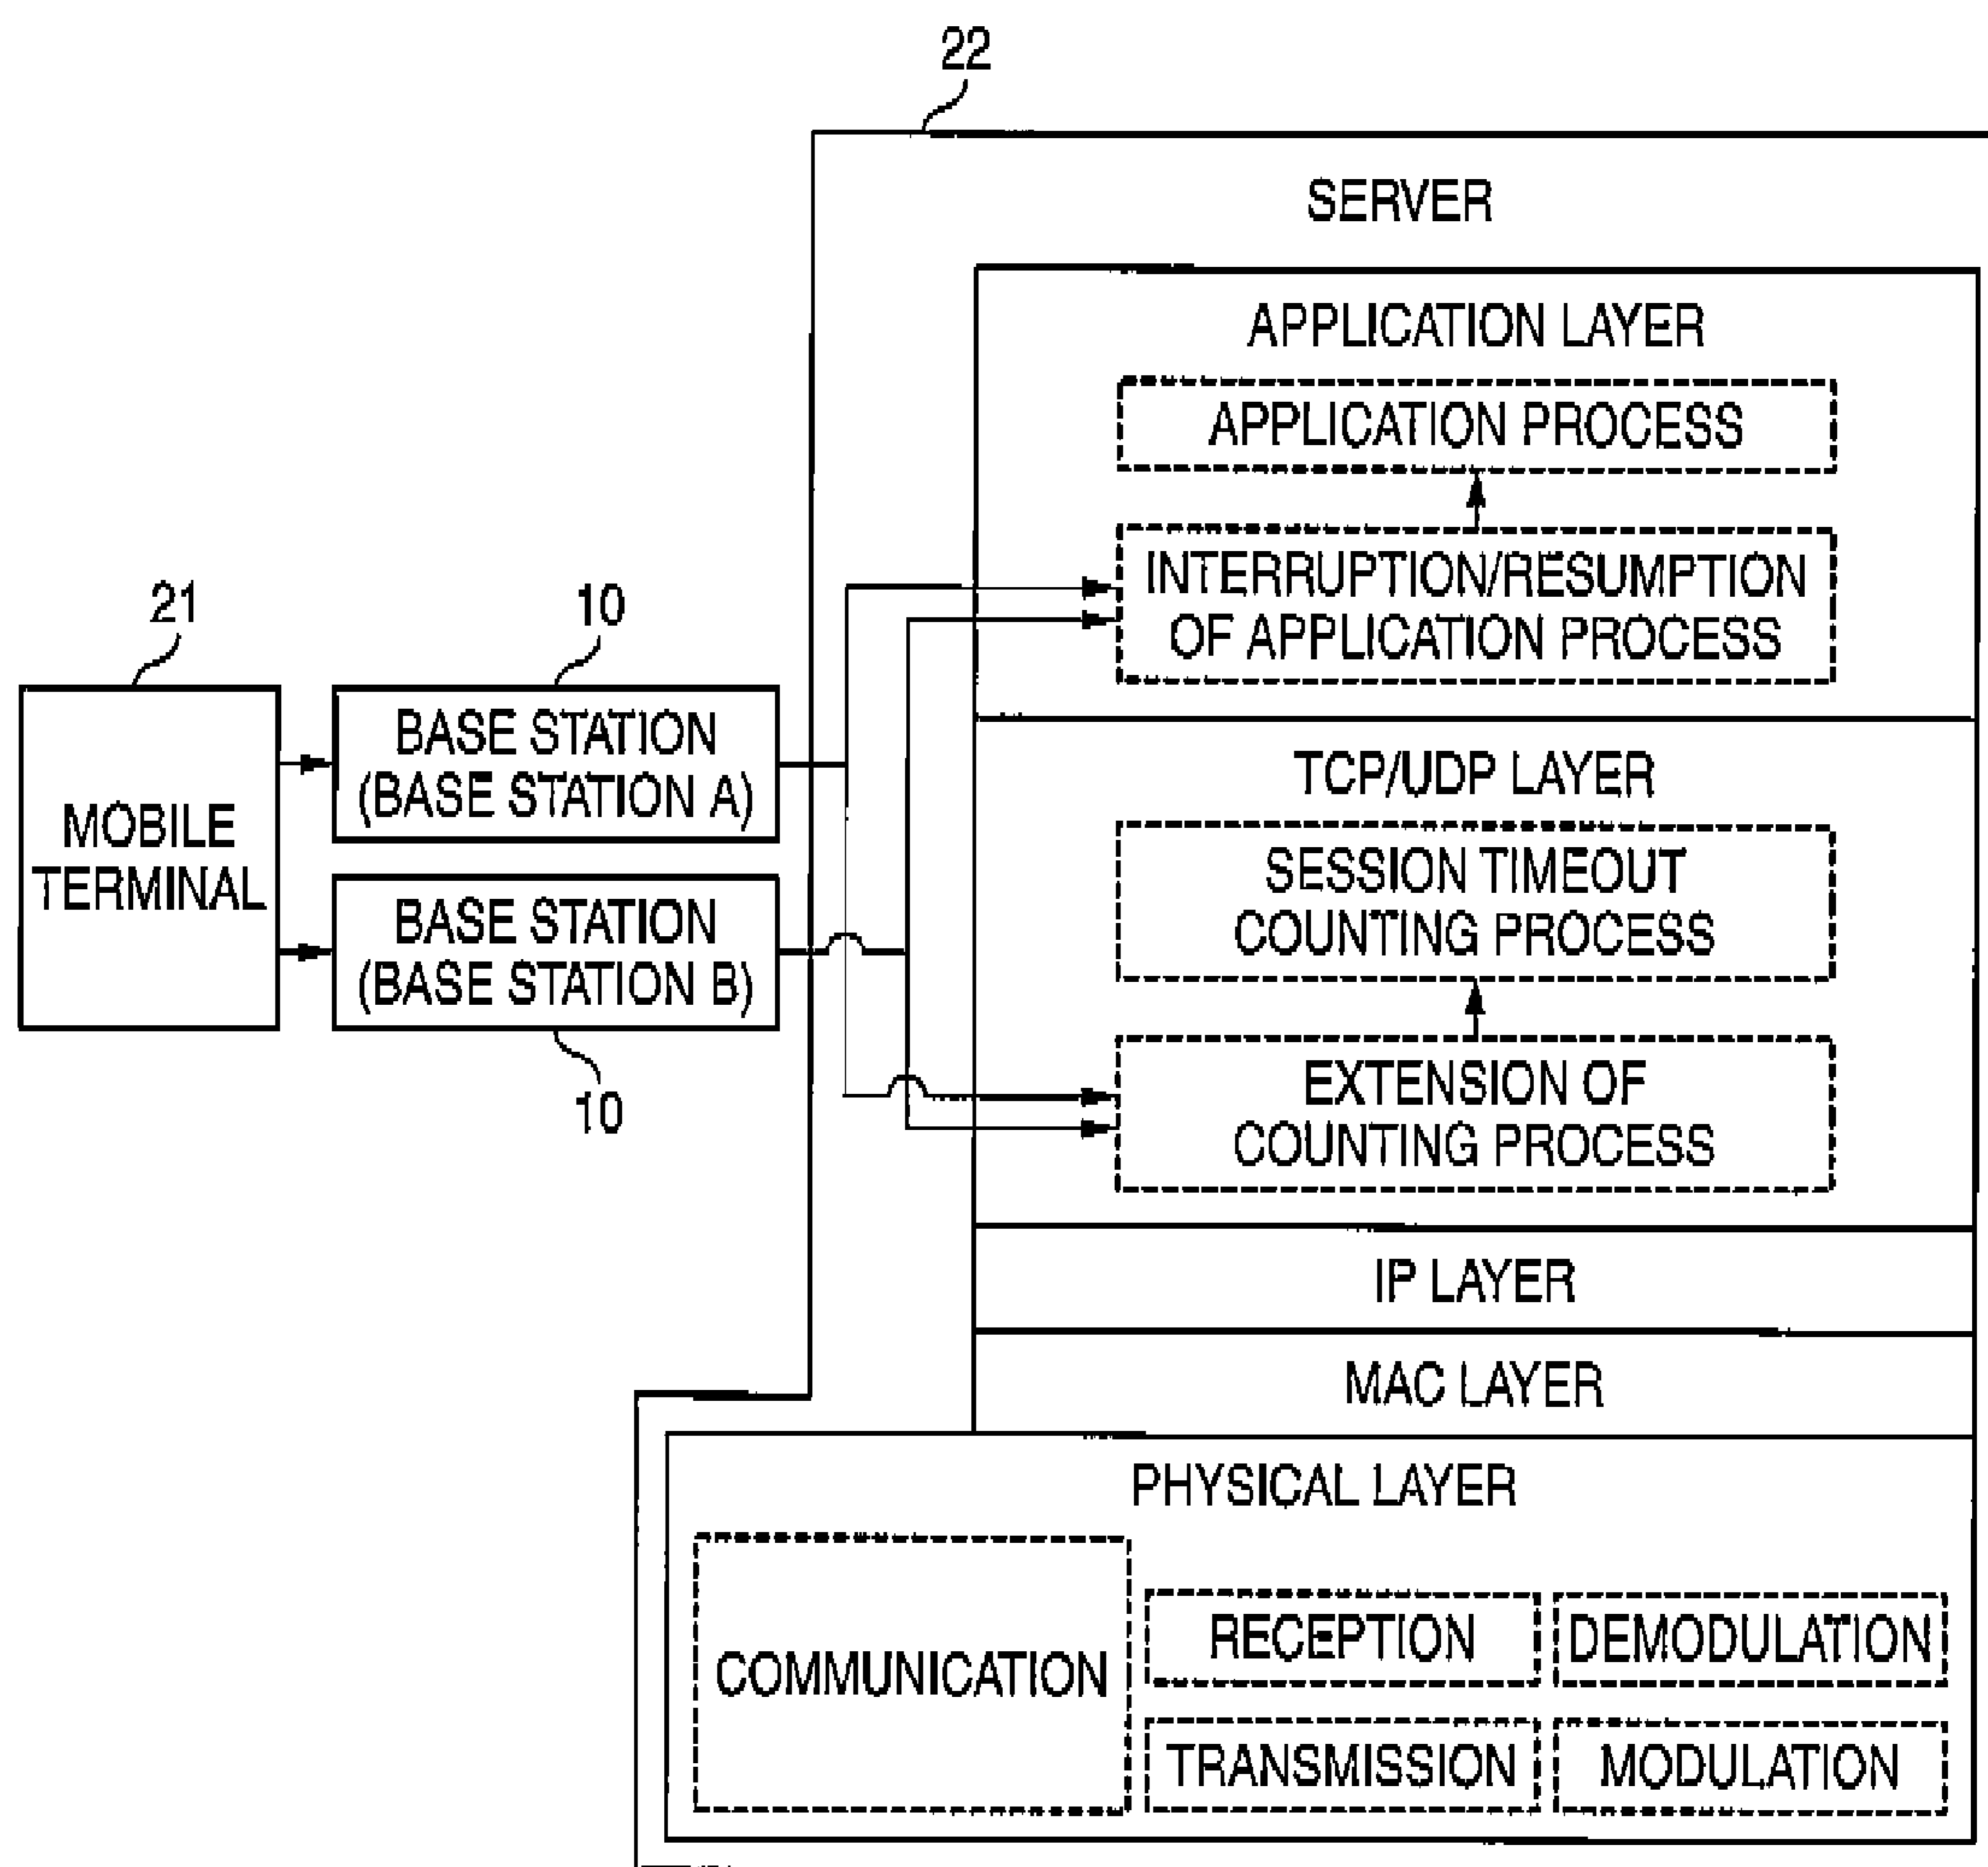 22
SERVER
APPLICATION LAYER
APPLICATION PROCESS
INTERRUPTION/RESUMPTION
OF APPLICATION PROCESS
21
10
MOBILE
TERMINAL
BASE STATION
(BASE STATION A)
BASE STATION
(BASE STATION B)
10
TCP/UDP LAYER
SESSION TIMEOUT
COUNTING PROCESS
EXTENSION OF
COUNTING PROCESS
IP LAYER
MAC LAYER
PHYSICAL LAYER
COMMUNICATION
RECEPTION
DEMODULATION
TRANSMISSION
MODULATION